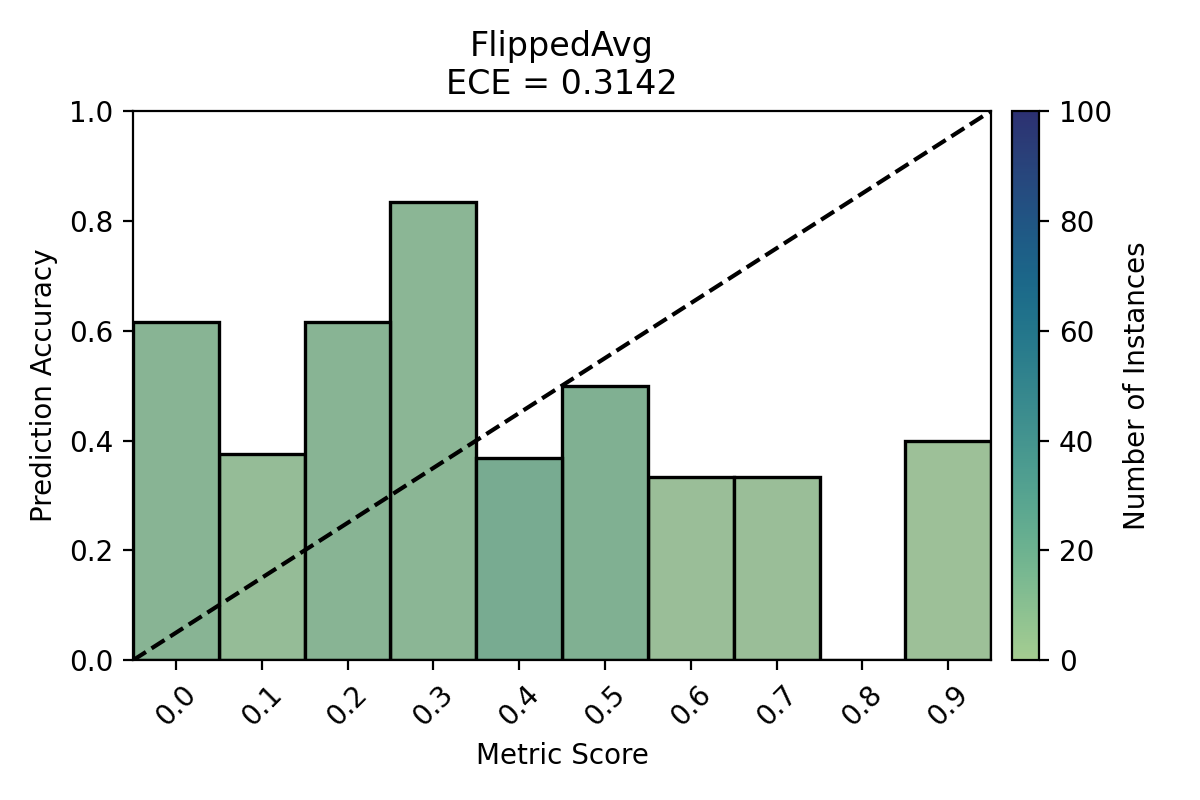 FlippedAvg
ECE = 0.3142
1.0
0.8
0.6
0.4
0.2
0.0
Prediction Accuracy
0.0 0.1 0.2 0.3 0.4 0.5 0.6 0.7 0.8 0.9
Metric Score
100
80
60
40
20
0
Number of Instances